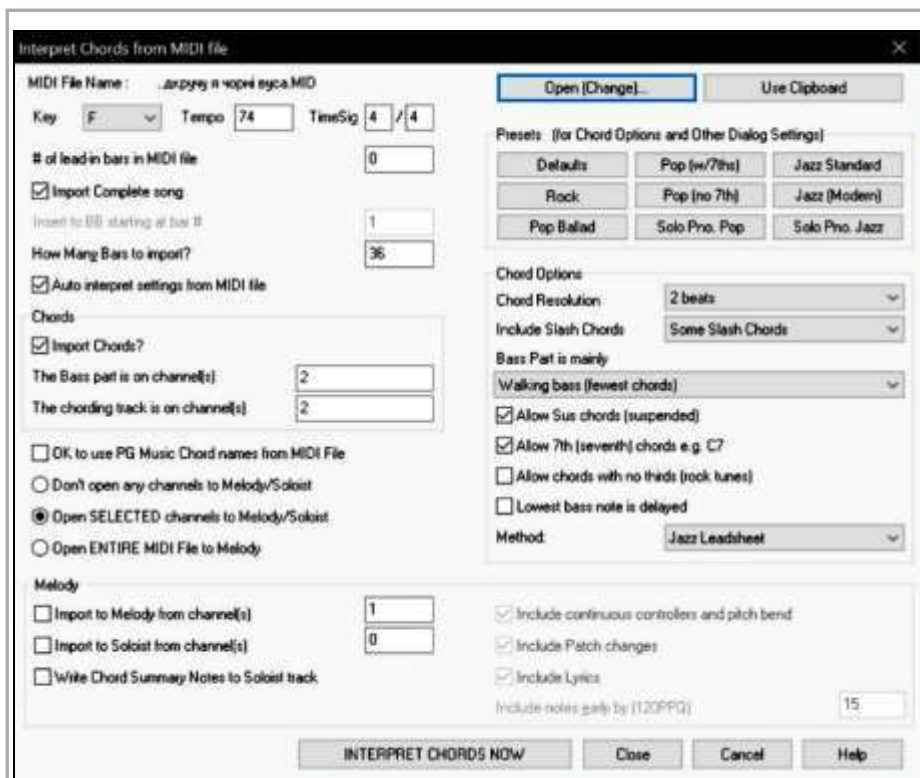 Interpret Chords from MIDI file
MIDI File Name : я чорні вуса.MID
Key F Tempo 74 TimeSig 4 / 4
# of lead-in bars in MIDI file 0
Import Complete song
Insert to BB starting at bar # 1
How Many Bars to import? 36
Auto interpret settings from MIDI file
Chords
Import Chords?
The Bass part is on channel(s) 2
The chording track is on channel(s) 2
OK to use PG Music Chord names from MIDI File
Don't open any channels to Melody/Soloist
Open SELECTED channels to Melody/Soloist
Open ENTIRE MIDI File to Melody
Open (Change)... Use Clipboard
Presets (for Chord Options and Other Dialog Settings)
Defaults Pop (w/7ths) Jazz Standard
Rock Pop (no 7th) Jazz (Modern)
Pop Ballad Solo Pno. Pop Solo Pno. Jazz
Chord Options
Chord Resolution 2 beats
Include Slash Chords Some Slash Chords
Bass Part is mainly
Walking bass (fewest chords)
Allow Sus chords (suspended)
Allow 7th (seventh) chords e.g. C7
Allow chords with no thirds (rock tunes)
Lowest bass note is delayed
Method: Jazz Leadsheet
Melody
Import to Melody from channel(s) 1
Import to Soloist from channel(s) 0
Write Chord Summary Notes to Soloist track
Include continuous controllers and pitch bend
Include Patch changes
Include Lyrics
Include notes early by (120PPQ) 15
INTERPRET CHORDS NOW Close Cancel Help